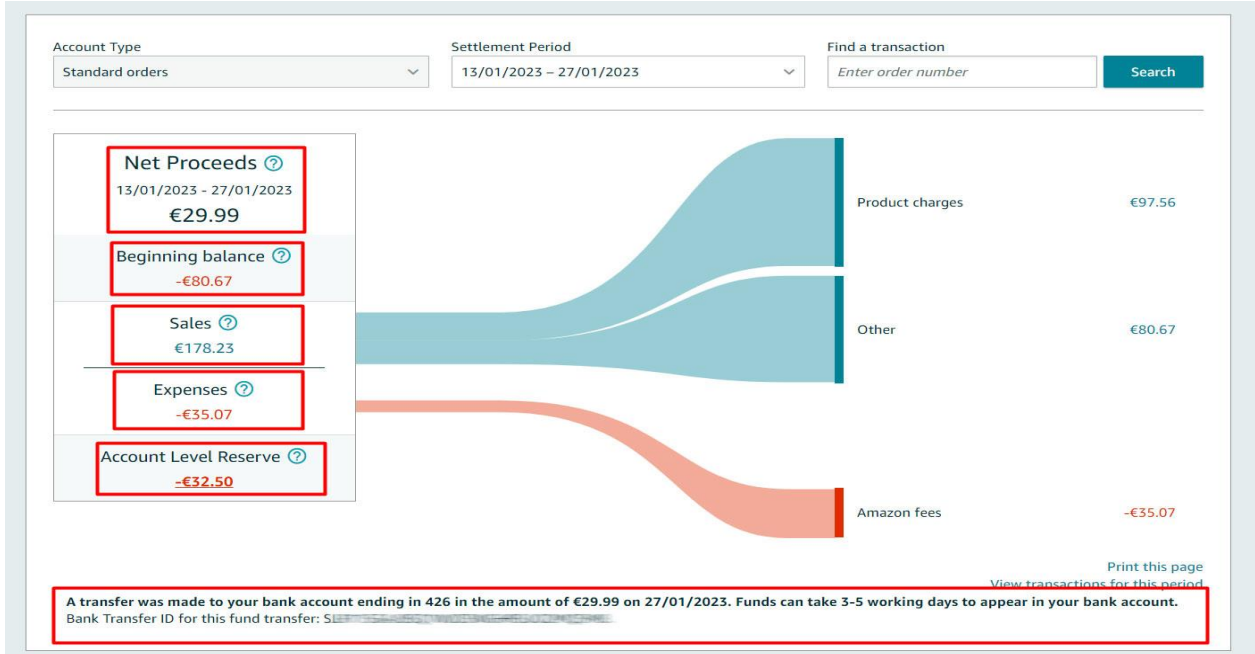 Account Type
Settlement Period
Find a transaction
Standard orders
13/01/2023 – 27/01/2023
Enter order number
Search
Net Proceeds ?
13/01/2023 - 27/01/2023
€29.99
Beginning balance ?
-€80.67
Sales ?
€178.23
Expenses ?
-€35.07
Account Level Reserve ?
-€32.50
Product charges €97.56
Other €80.67
Amazon fees -€35.07
Print this page
View transactions for this period
A transfer was made to your bank account ending in 426 in the amount of €29.99 on 27/01/2023. Funds can take 3-5 working days to appear in your bank account.
Bank Transfer ID for this fund transfer: